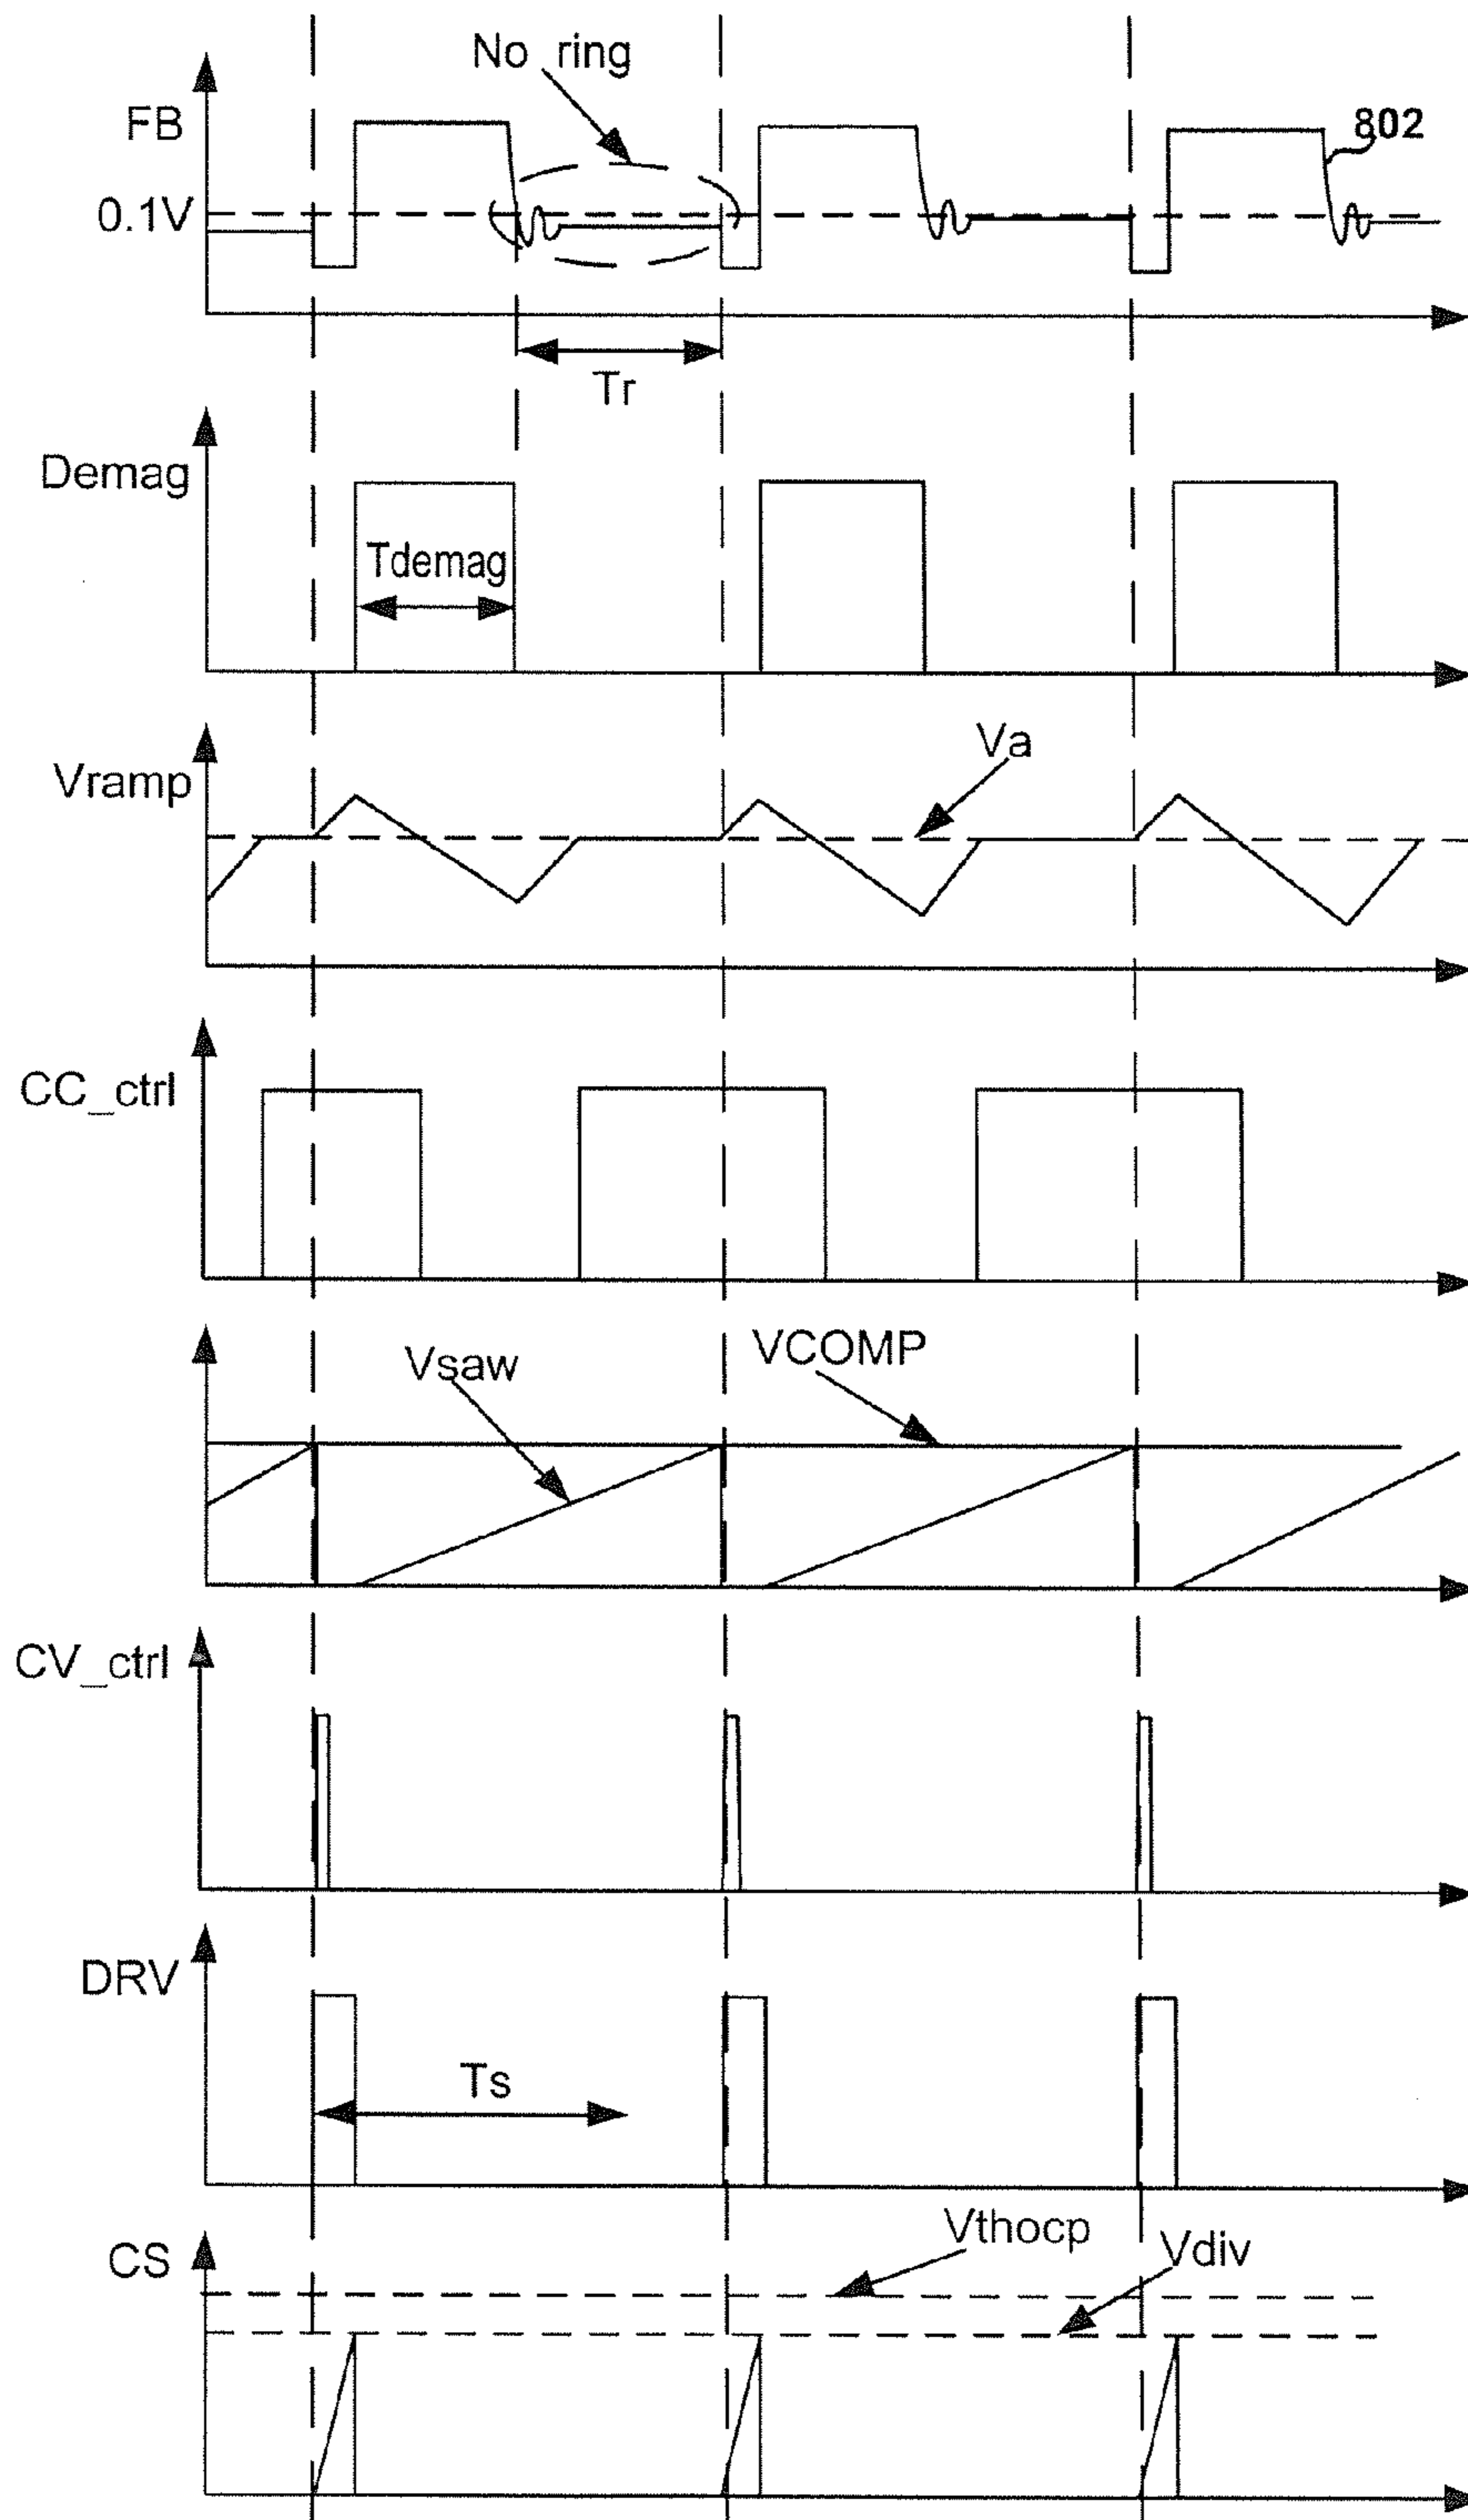 No ring
FB
802
0.1V
Tr
Demag
Tdemag
Va
Vramp
CC_ctrl
Vsaw
VCOMP
CV_ctrl
DRV
Ts
Vthocp
Vdiv
CS